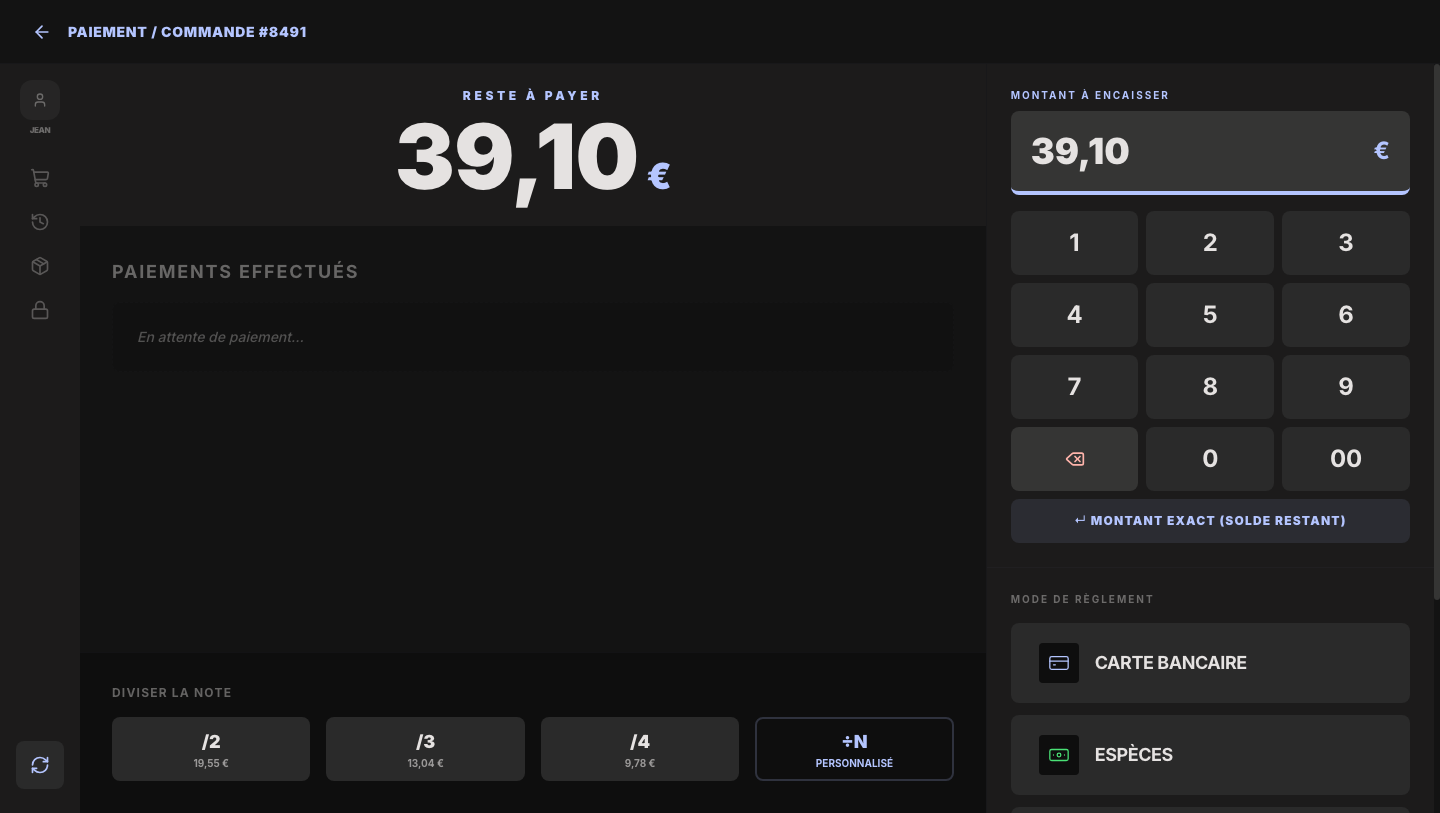 PAIEMENT / COMMANDE #8491
JEAN
RESTE À PAYER
39,10 €
PAIEMENTS EFFECTUÉS
En attente de paiement...
DIVISER LA NOTE
/2
19,55 €
/3
13,04 €
/4
9,78 €
÷N
PERSONNALISÉ
MONTANT À ENCAISSER
39,10 €
1 2 3
4 5 6
7 8 9
0 00
↵ MONTANT EXACT (SOLDE RESTANT)
MODE DE RÈGLEMENT
CARTE BANCAIRE
ESPÈCES